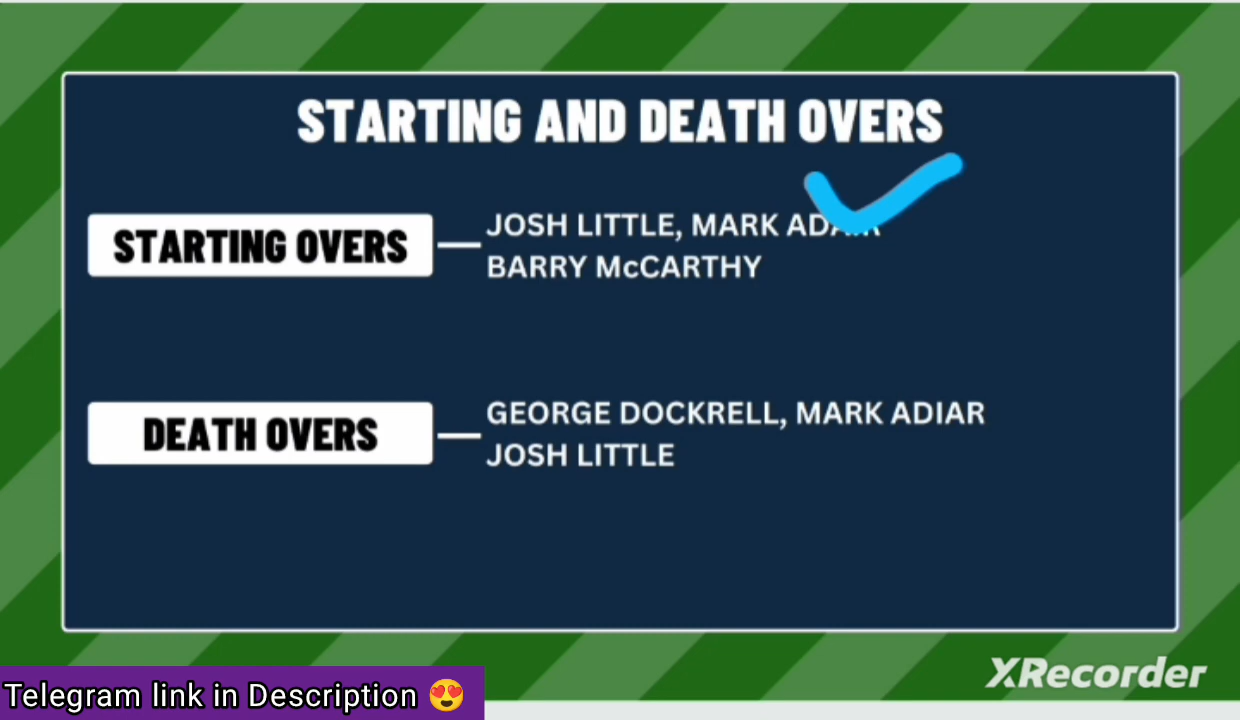 STARTING AND DEATH OVERS
STARTING OVERS
JOSH LITTLE, MARK
BARRY McCARTHY
DEATH OVERS
GEORGE DOCKRELL, MARK ADIAR
JOSH LITTLE
XRecorder
Telegram link in Description 😍